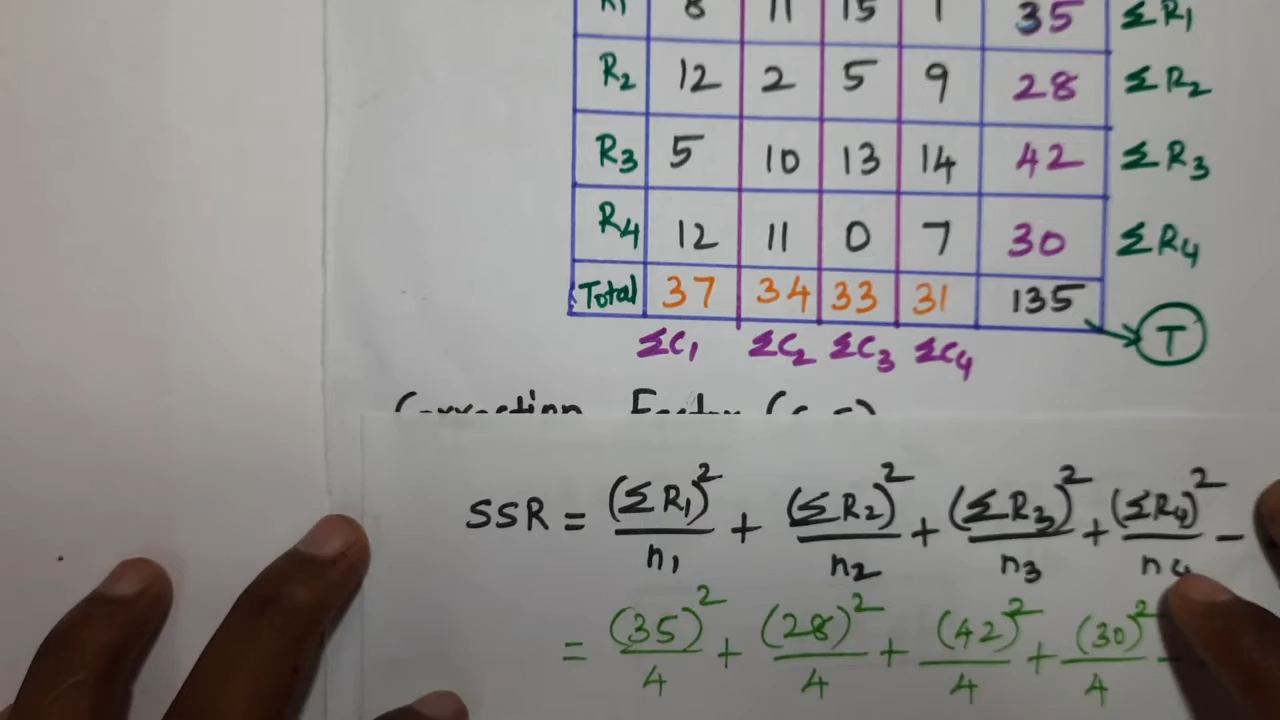 R1 8 11 15 1 35 ΣR1
R2 12 2 5 9 28 ΣR2
R3 5 10 13 14 42 ΣR3
R4 12 11 0 7 30 ΣR4
Total 37 34 33 31 135
T
ΣC1 ΣC2 ΣC3 ΣC4
Correction Factor
SSR = (ΣR1)²/n1 + (ΣR2)²/n2 + (ΣR3)²/n3 + (ΣR4)²/n4 -
= (35)²/4 + (28)²/4 + (42)²/4 + (30)²/4 -